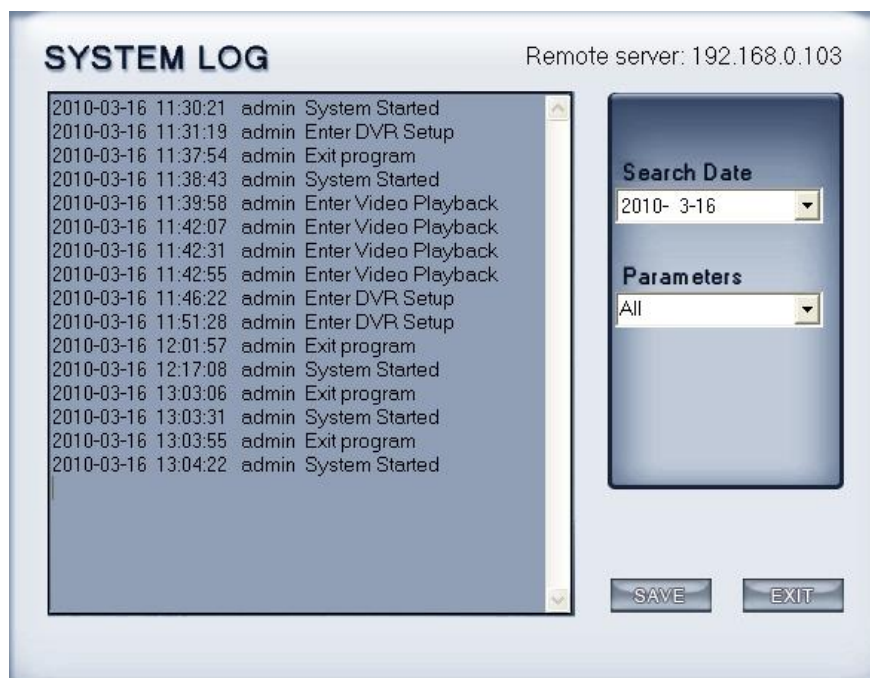 SYSTEM LOG
Remote server: 192.168.0.103
2010-03-16 11:30:21 admin System Started
2010-03-16 11:31:19 admin Enter DVR Setup
2010-03-16 11:37:54 admin Exit program
2010-03-16 11:38:43 admin System Started
2010-03-16 11:39:58 admin Enter Video Playback
2010-03-16 11:42:07 admin Enter Video Playback
2010-03-16 11:42:31 admin Enter Video Playback
2010-03-16 11:42:55 admin Enter Video Playback
2010-03-16 11:46:22 admin Enter DVR Setup
2010-03-16 11:51:28 admin Enter DVR Setup
2010-03-16 12:01:57 admin Exit program
2010-03-16 12:17:08 admin System Started
2010-03-16 13:03:06 admin Exit program
2010-03-16 13:03:31 admin System Started
2010-03-16 13:03:55 admin Exit program
2010-03-16 13:04:22 admin System Started
Search Date
2010- 3-16
Parameters
All
SAVE
EXIT